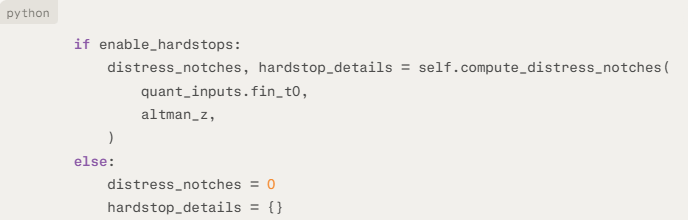 python
if enable_hardstops:
    distress_notches, hardstop_details = self.compute_distress_notches(
        quant_inputs.fin_t0,
        altman_z,
    )
else:
    distress_notches = 0
    hardstop_details = {}